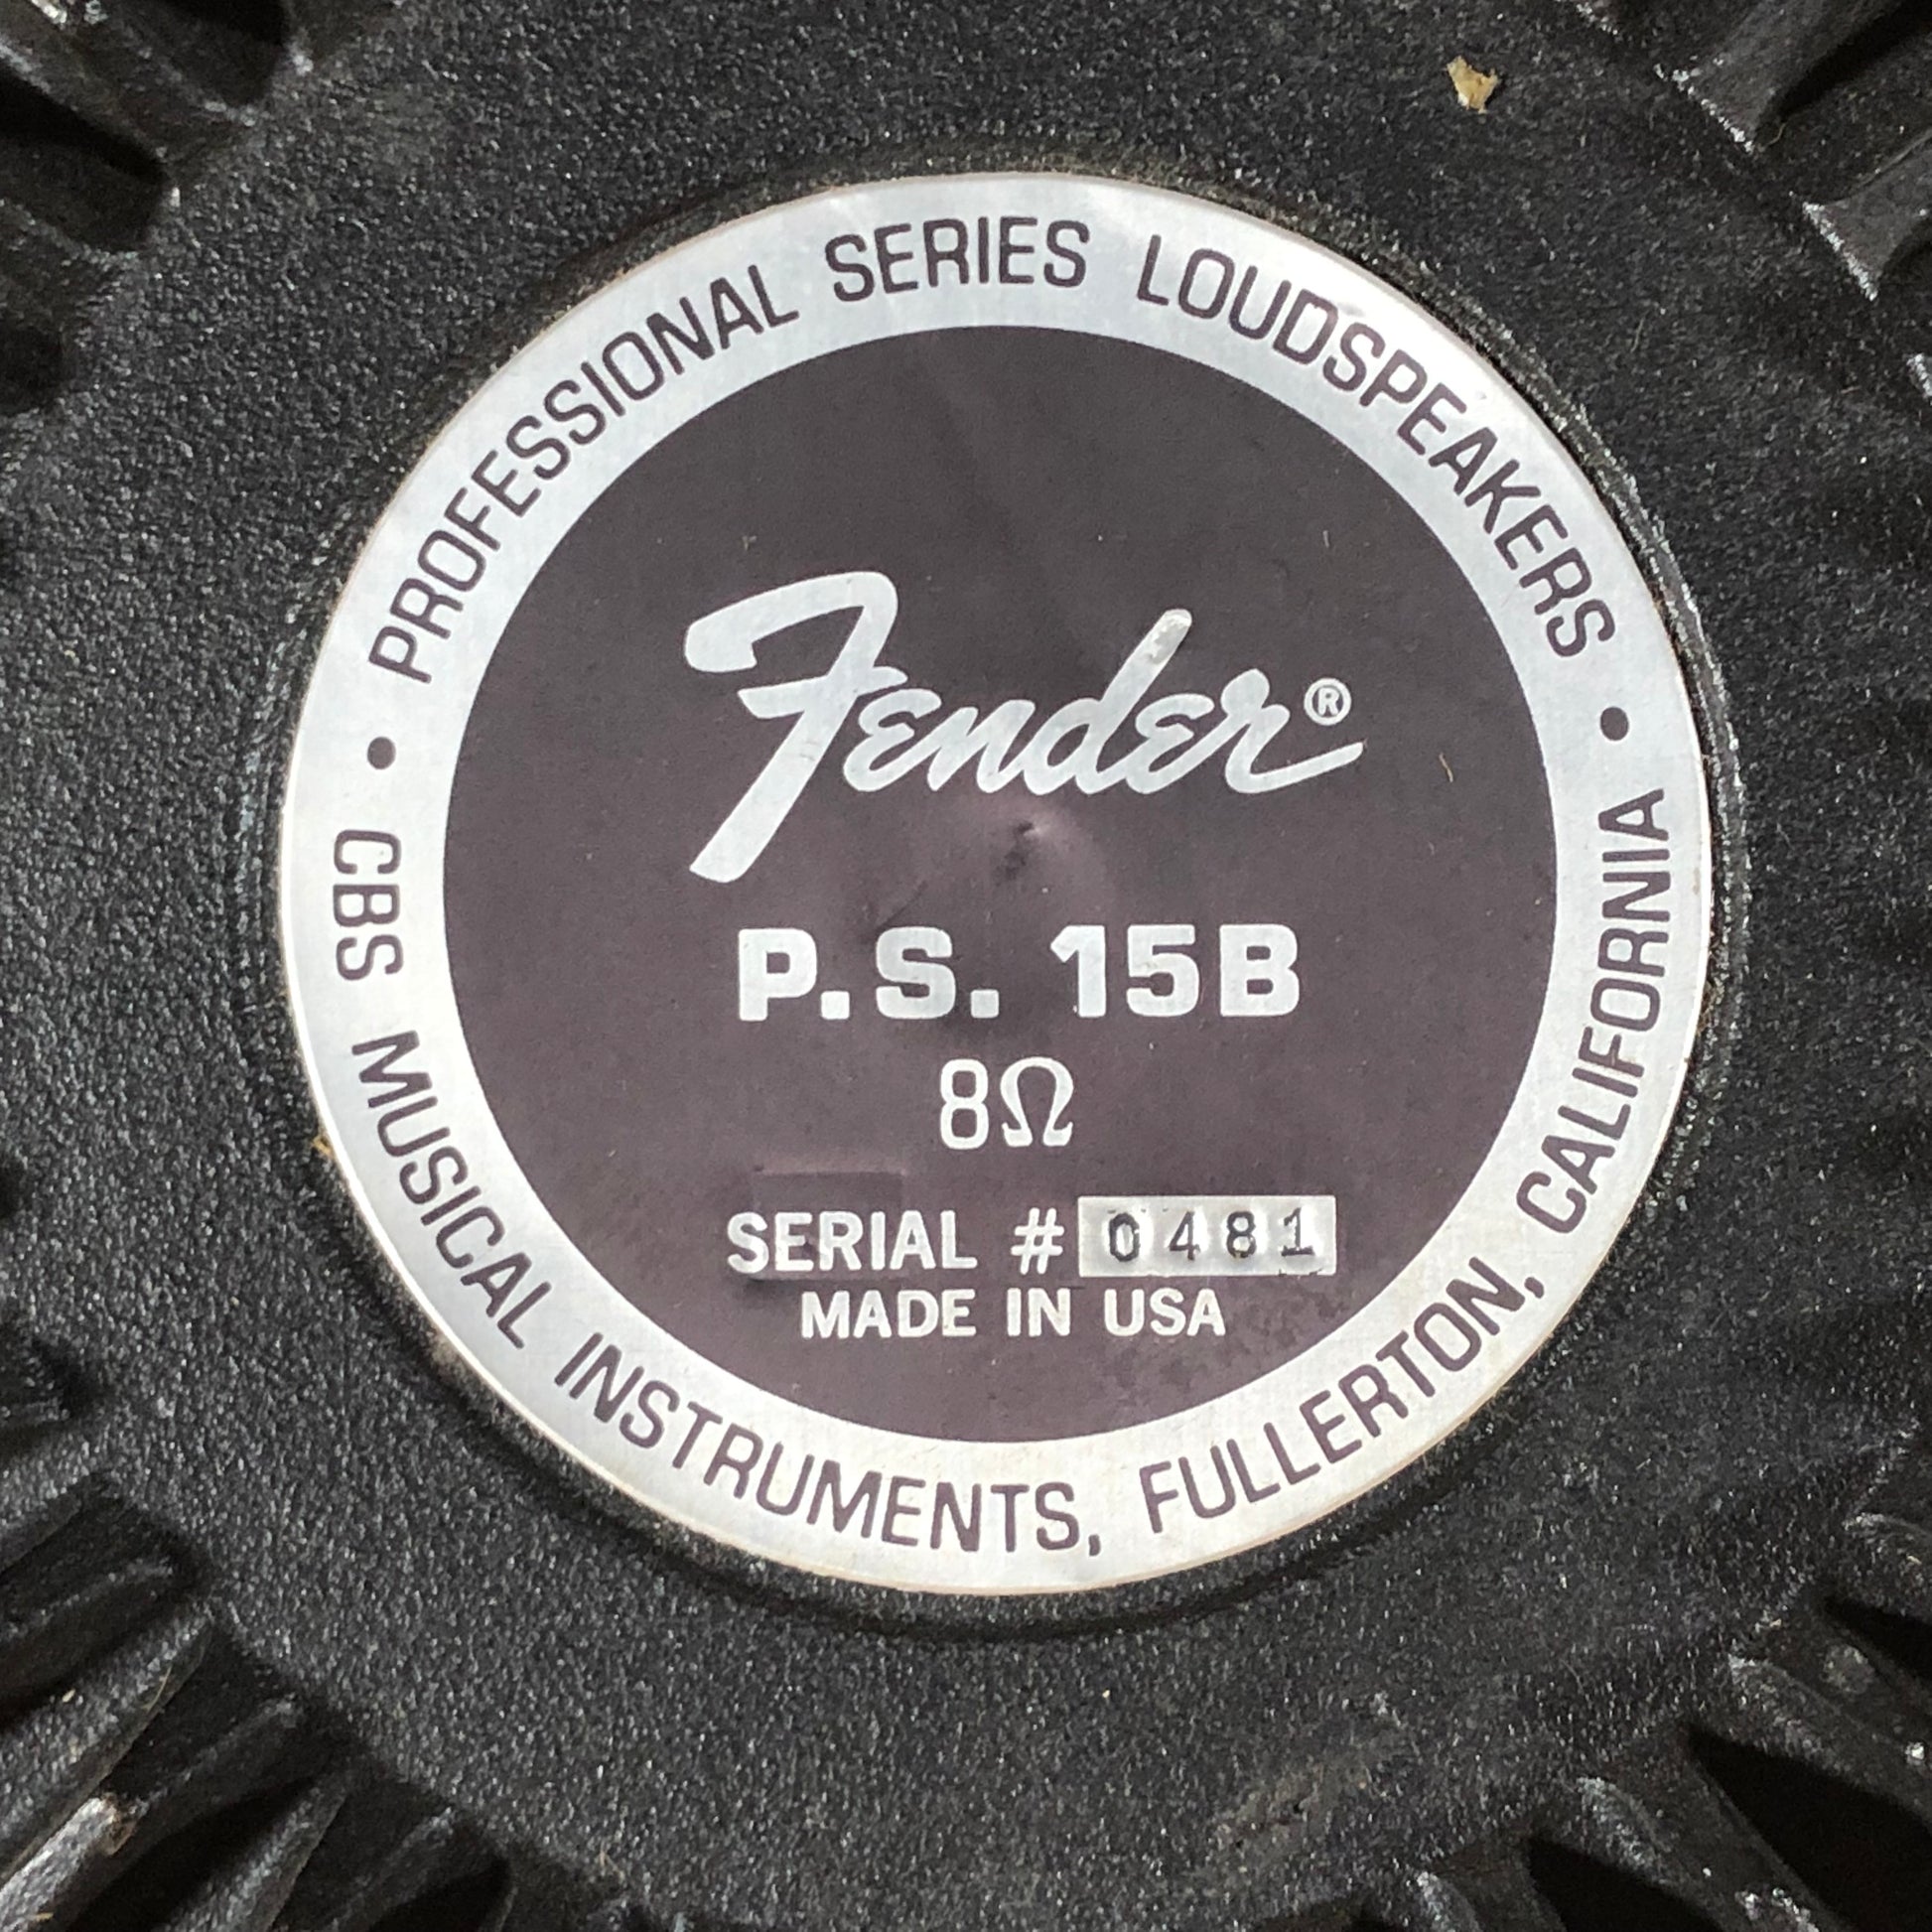 • PROFESSIONAL SERIES LOUDSPEAKERS •
Fender®
P.S. 15B
8Ω
SERIAL # 0481
MADE IN USA
CBS MUSICAL INSTRUMENTS, FULLERTON, CALIFORNIA